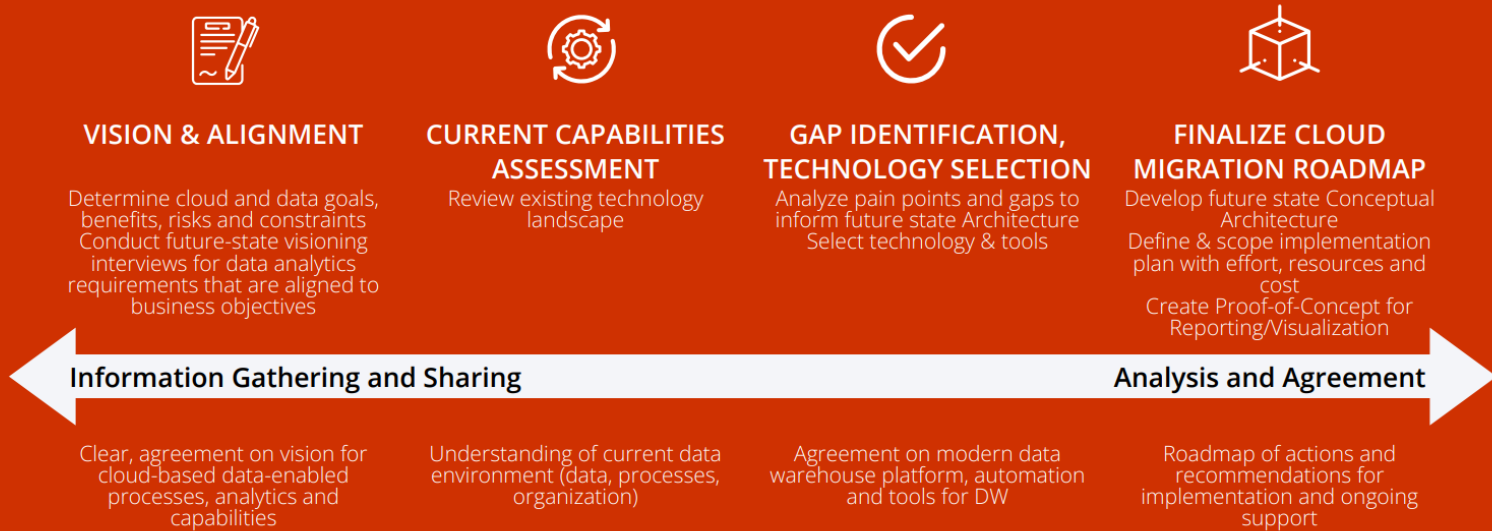 VISION & ALIGNMENT
Determine cloud and data goals,
benefits, risks and constraints
Conduct future-state visioning
interviews for data analytics
requirements that are aligned to
business objectives
CURRENT CAPABILITIES
ASSESSMENT
Review existing technology
landscape
GAP IDENTIFICATION,
TECHNOLOGY SELECTION
Analyze pain points and gaps to
inform future state Architecture
Select technology & tools
FINALIZE CLOUD
MIGRATION ROADMAP
Develop future state Conceptual
Architecture
Define & scope implementation
plan with effort, resources and
cost
Create Proof-of-Concept for
Reporting/Visualization
Information Gathering and Sharing
Analysis and Agreement
Clear, agreement on vision for
cloud-based data-enabled
processes, analytics and
capabilities
Understanding of current data
environment (data, processes,
organization)
Agreement on modern data
warehouse platform, automation
and tools for DW
Roadmap of actions and
recommendations for
implementation and ongoing
support